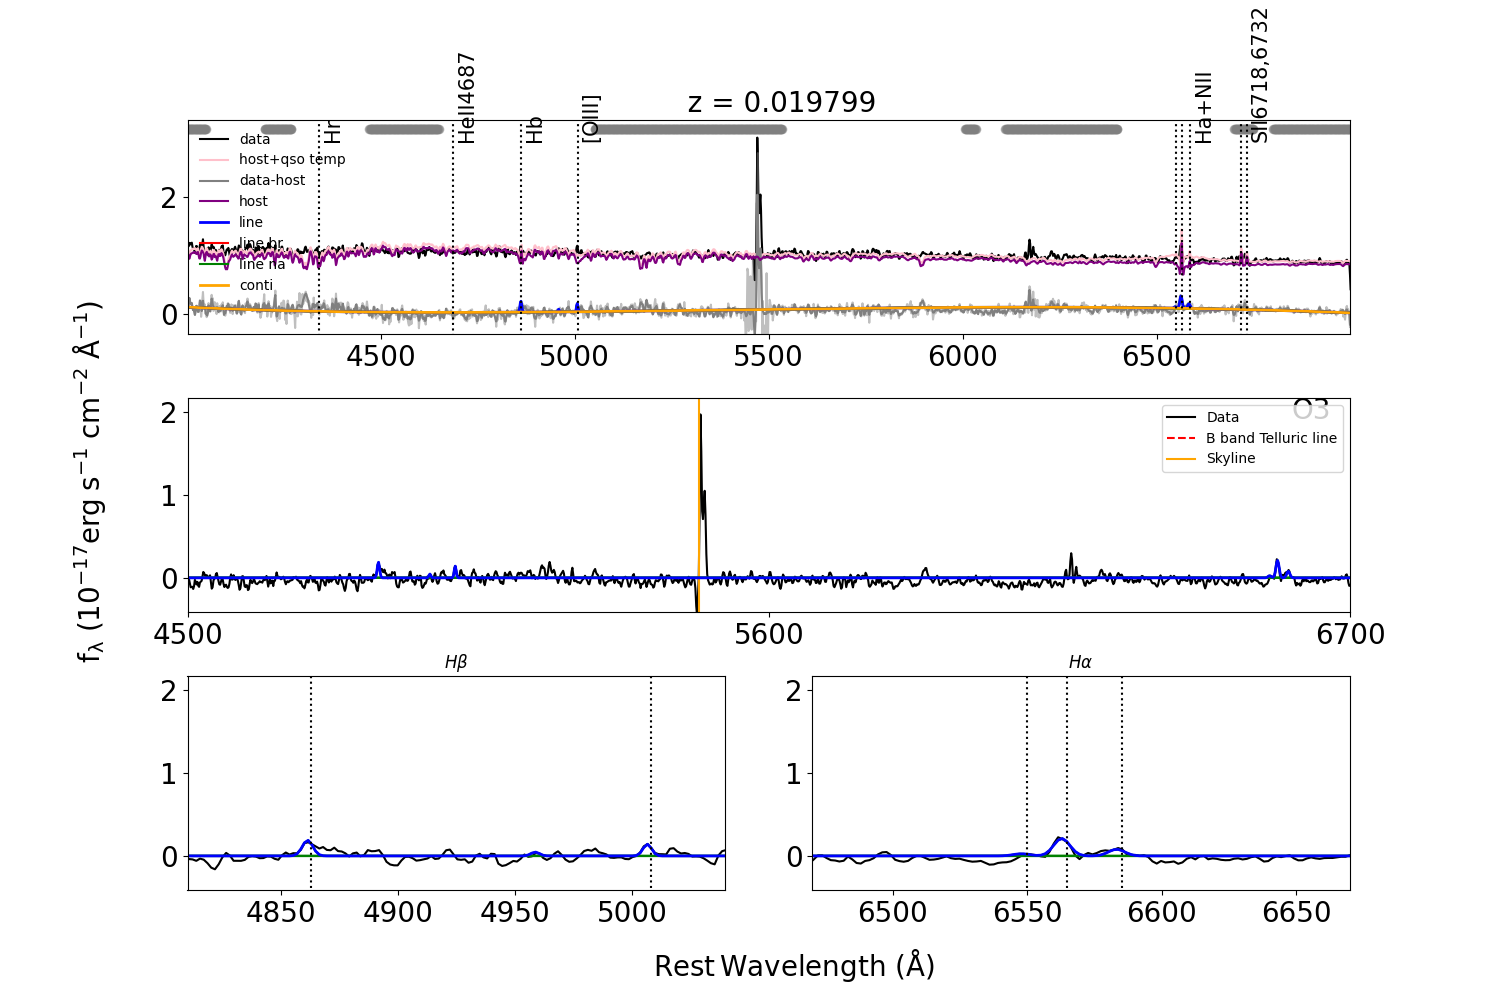 z = 0.019799
Hr
HeII4687
Hb
[OIII]
Ha+NII
SII6718,6732
data
host+qso temp
data-host
host
line
line br
line na
conti
2
0
4500 5000 5500 6000 6500
O3
Data
B band Telluric line
Skyline
2
1
0
4500 5600 6700
fλ (10−17erg s−1 cm−2 Å−1)
Hβ
2
1
0
4850 4900 4950 5000
Hα
2
1
0
6500 6550 6600 6650
Rest Wavelength (Å)